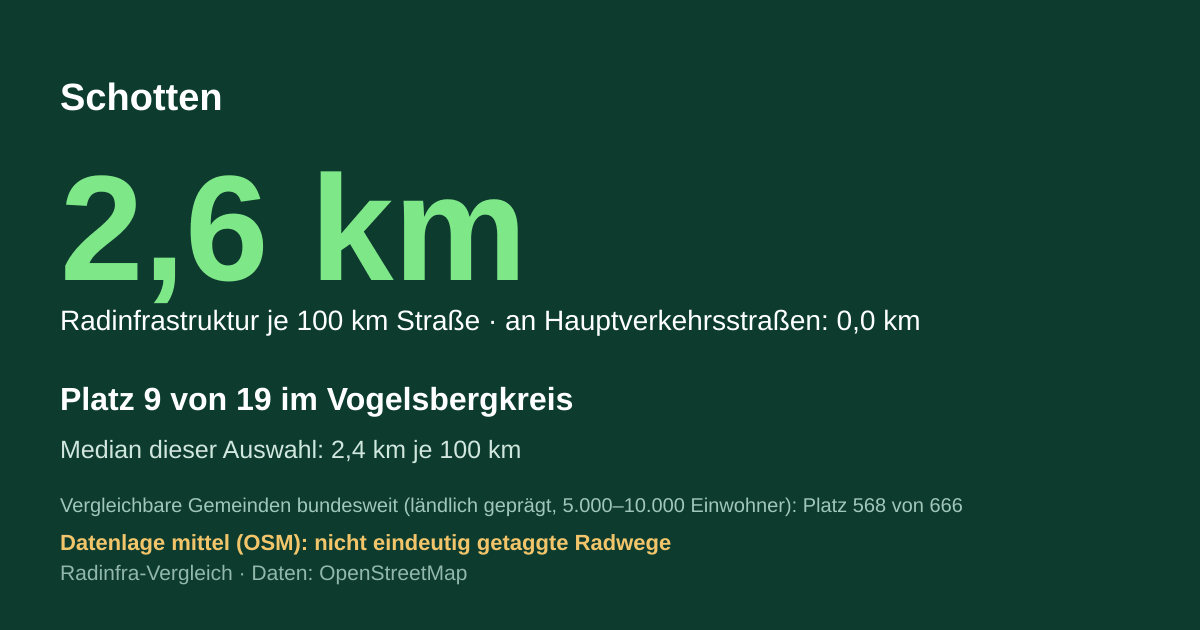 Schotten
2,6 km
Radinfrastruktur je 100 km Straße · an Hauptverkehrsstraßen: 0,0 km
Platz 9 von 19 im Vogelsbergkreis
Median dieser Auswahl: 2,4 km je 100 km
Vergleichbare Gemeinden bundesweit (ländlich geprägt, 5.000–10.000 Einwohner): Platz 568 von 666
Datenlage mittel (OSM): nicht eindeutig getaggte Radwege
Radinfra-Vergleich · Daten: OpenStreetMap